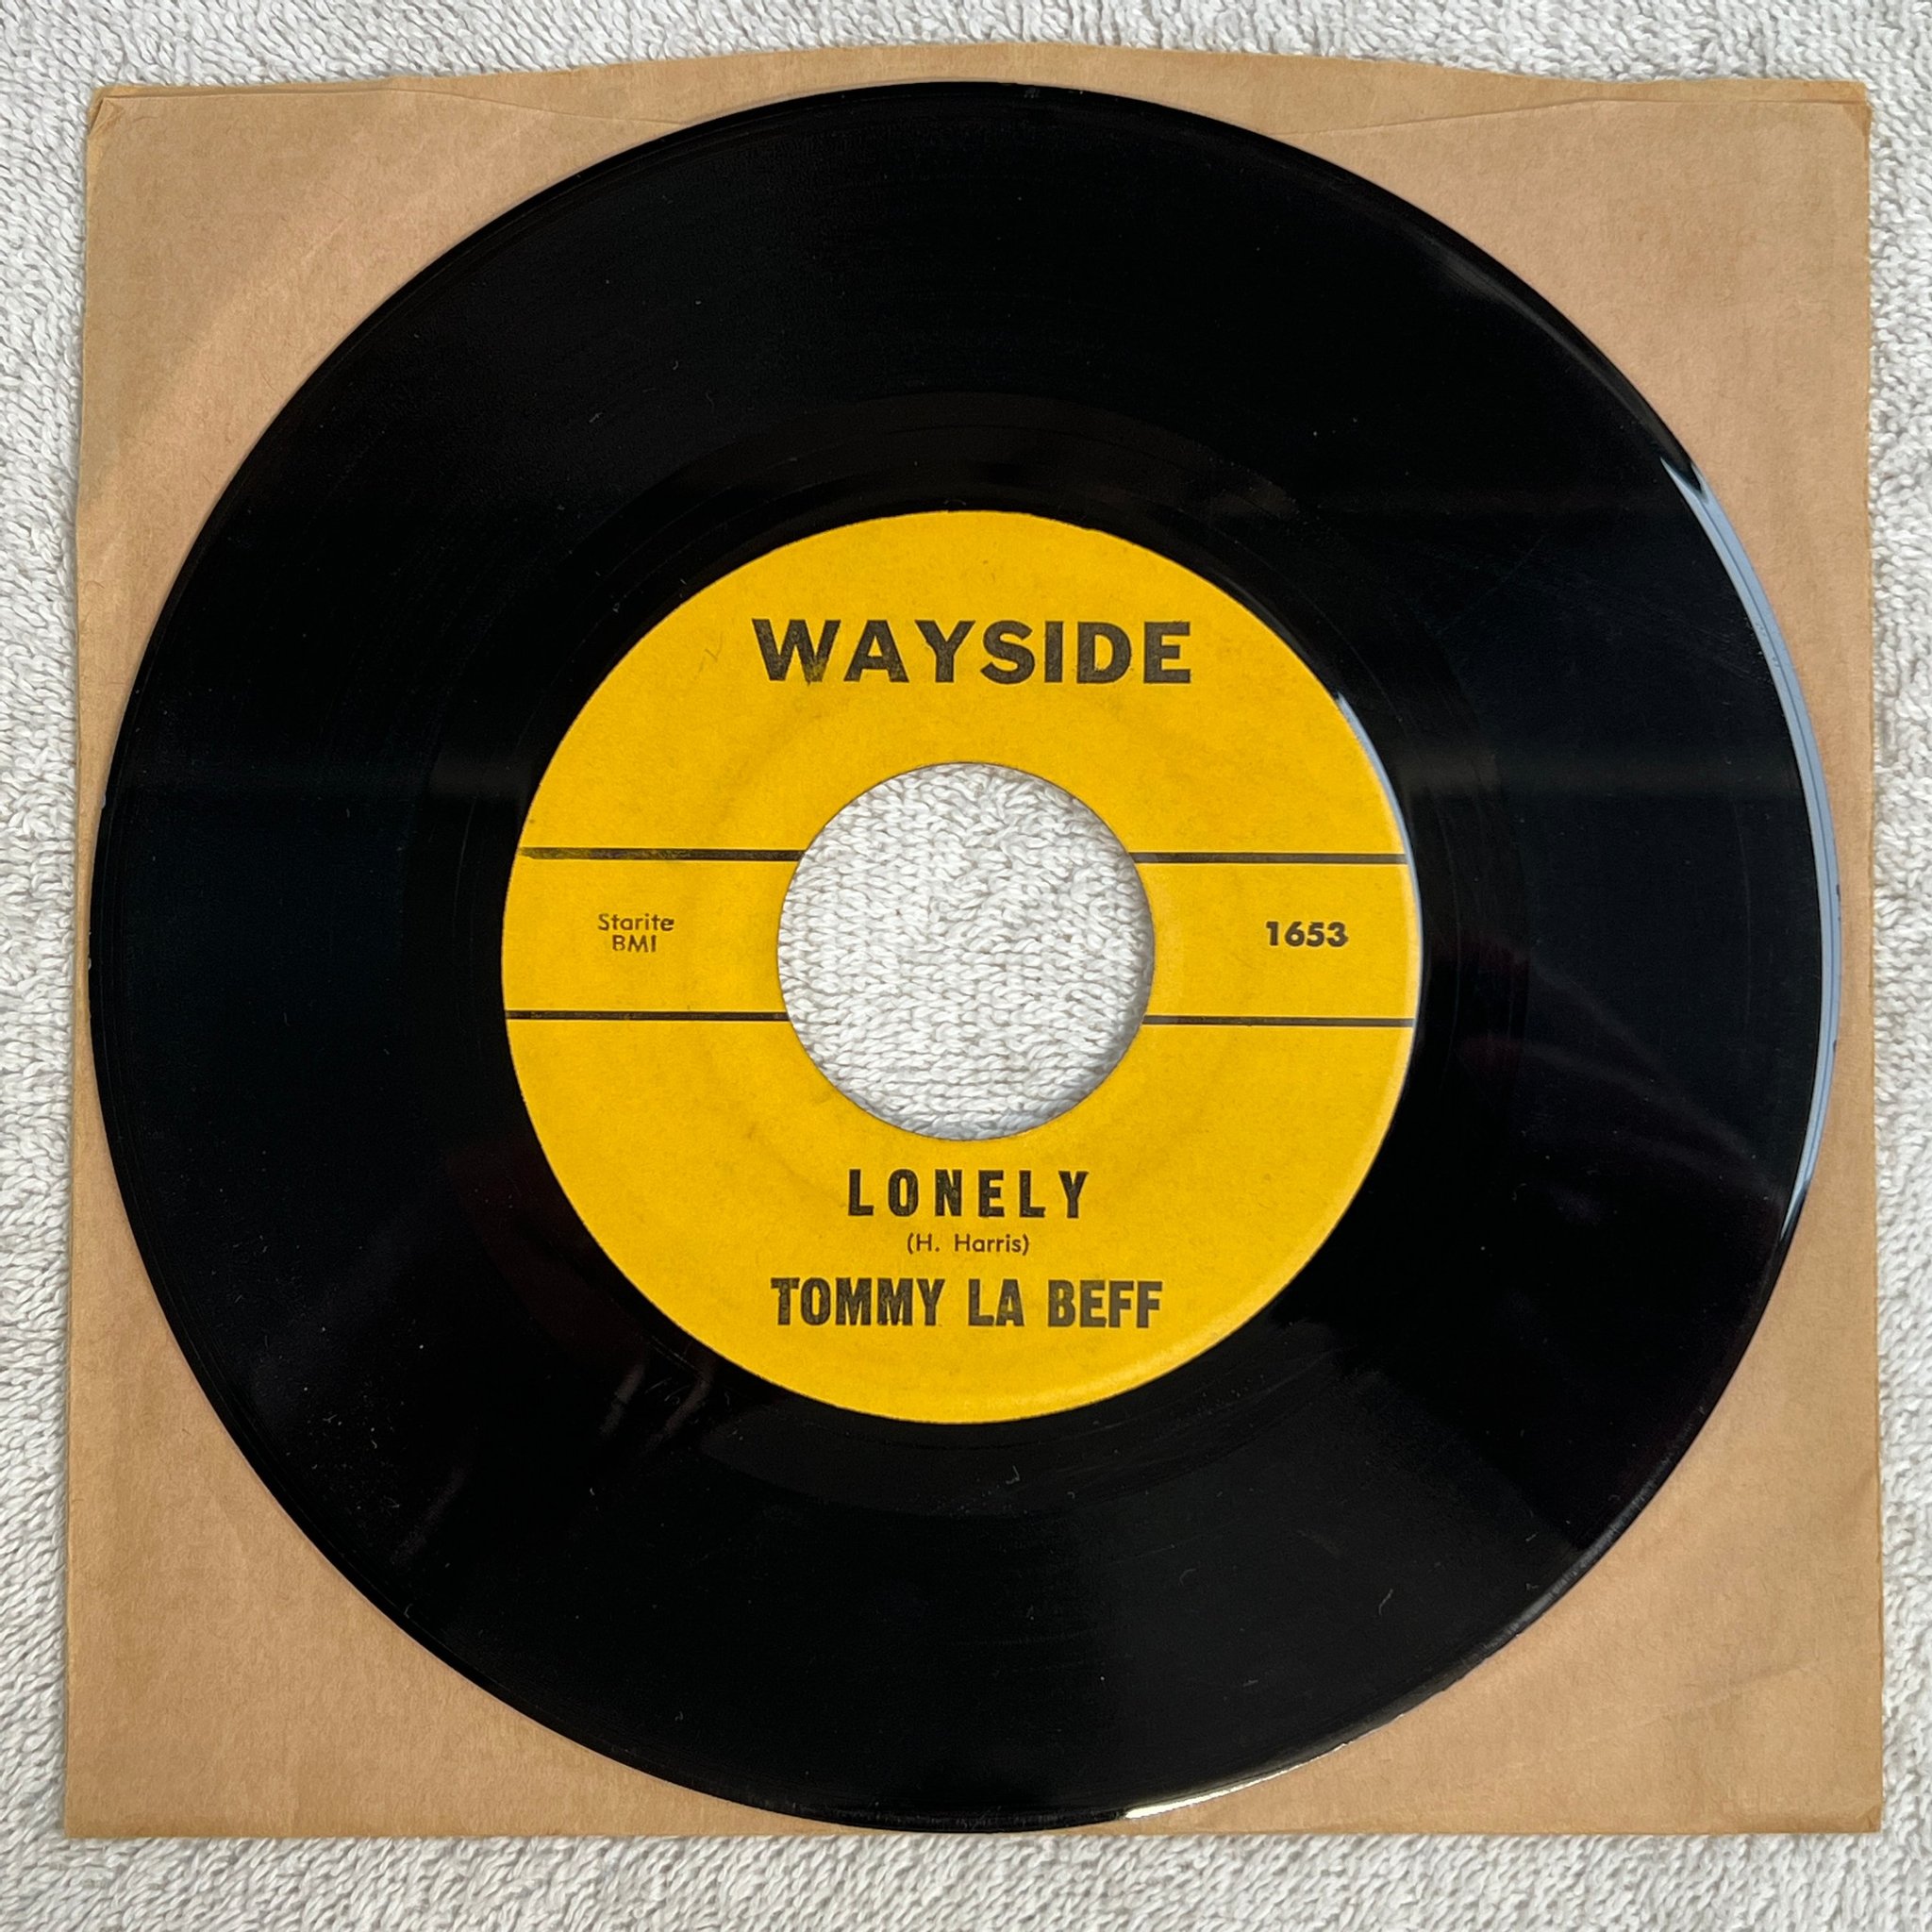 WAYSIDE
Starite
BMI
1653
LONELY
(H. Harris)
TOMMY LA BEFF